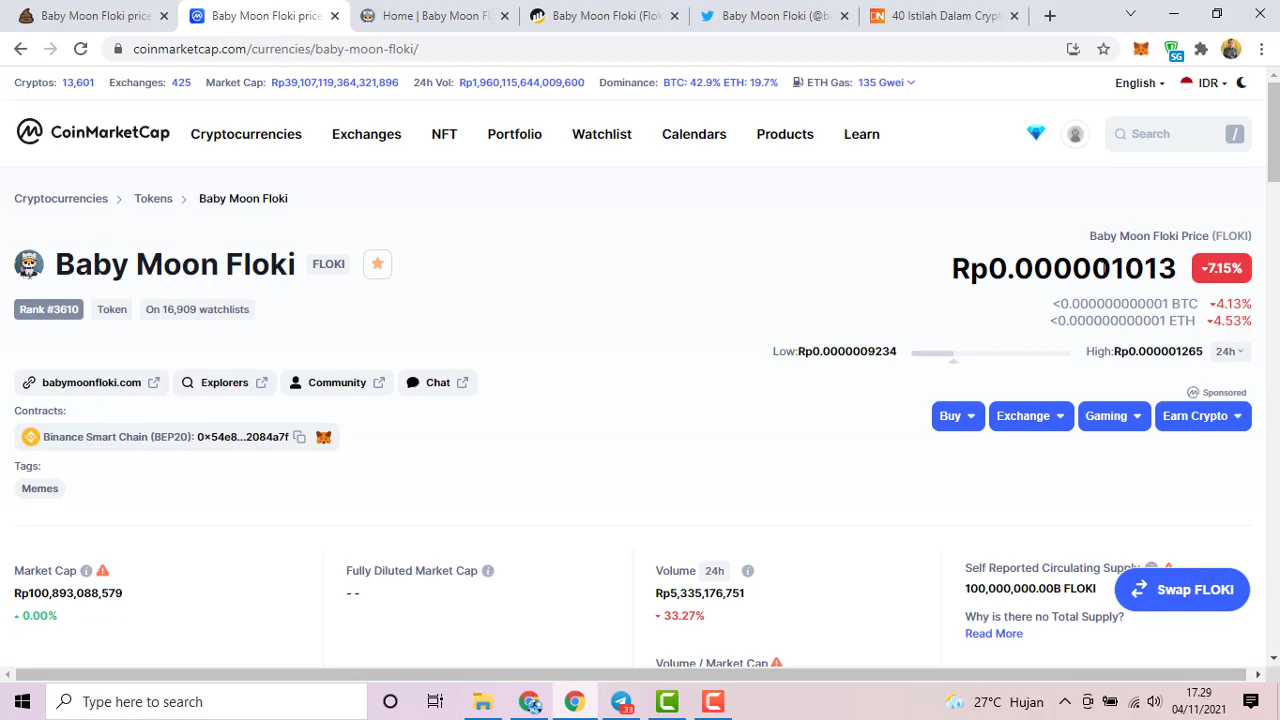 Baby Moon Floki price
Baby Moon Floki price
Home | Baby Moon F
Baby Moon Floki (Flok
Baby Moon Floki (@b
DN 40 Istilah Dalam Crypt
coinmarketcap.com/currencies/baby-moon-floki/
SG
Cryptos: 13,601 Exchanges: 425 Market Cap: Rp39,107,119,364,321,896 24h Vol: Rp1,960,115,644,009,600 Dominance: BTC: 42.9% ETH: 19.7% ETH Gas: 135 Gwei English IDR
CoinMarketCap Cryptocurrencies Exchanges NFT Portfolio Watchlist Calendars Products Learn Search /
Cryptocurrencies > Tokens > Baby Moon Floki
Baby Moon Floki Price (FLOKI)
Baby Moon Floki FLOKI
Rp0.000001013 7.15%
Rank #3610 Token On 16,909 watchlists
<0.000000000001 BTC 4.13%
<0.000000000001 ETH 4.53%
Low:Rp0.0000009234 High:Rp0.000001265 24h
babymoonfloki.com Explorers Community Chat
Sponsored
Contracts:
Buy Exchange Gaming Earn Crypto
Binance Smart Chain (BEP20): 0x54e8...2084a7f
Tags:
Memes
Market Cap
Rp100,893,088,579
0.00%
Fully Diluted Market Cap
- -
Volume 24h
Rp5,335,176,751
33.27%
Volume / Market Cap
Self Reported Circulating Supply
100,000,000.00B FLOKI
Why is there no Total Supply?
Read More
Swap FLOKI
Type here to search
33
27°C Hujan
17.29
04/11/2021